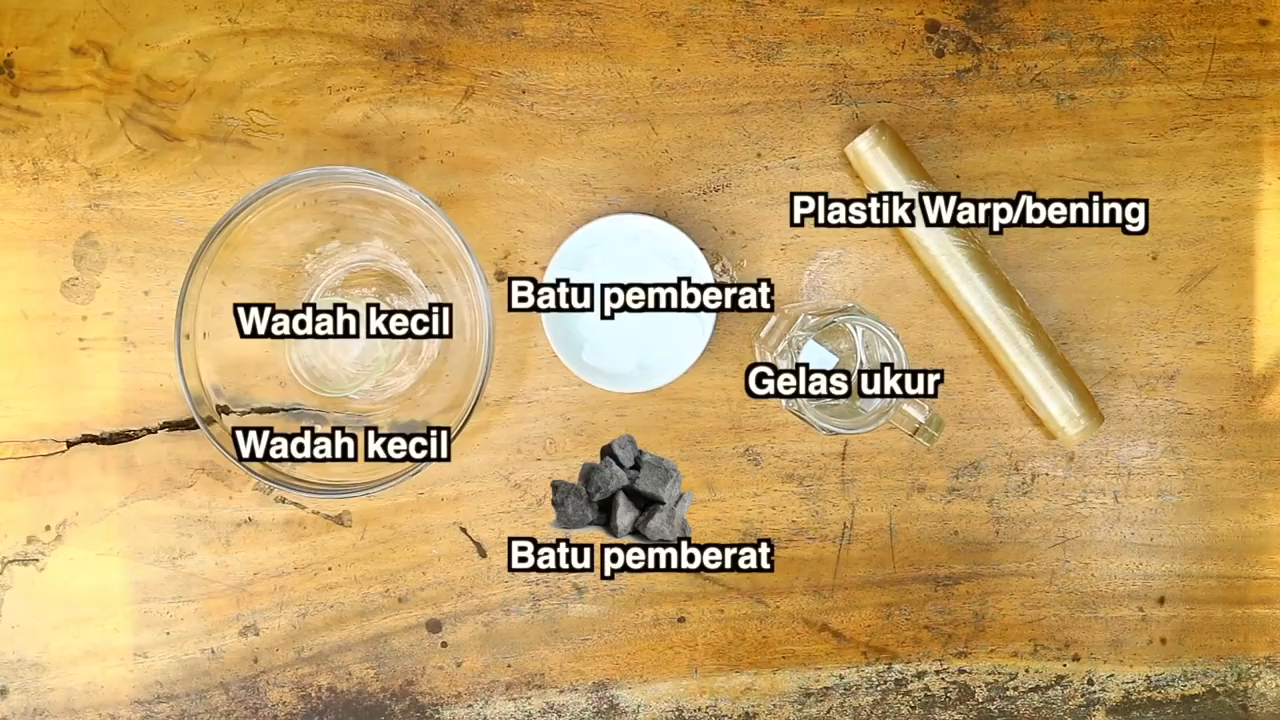 Plastik Warp/bening
Batu pemberat
Wadah kecil
Gelas ukur
Wadah kecil
Batu pemberat